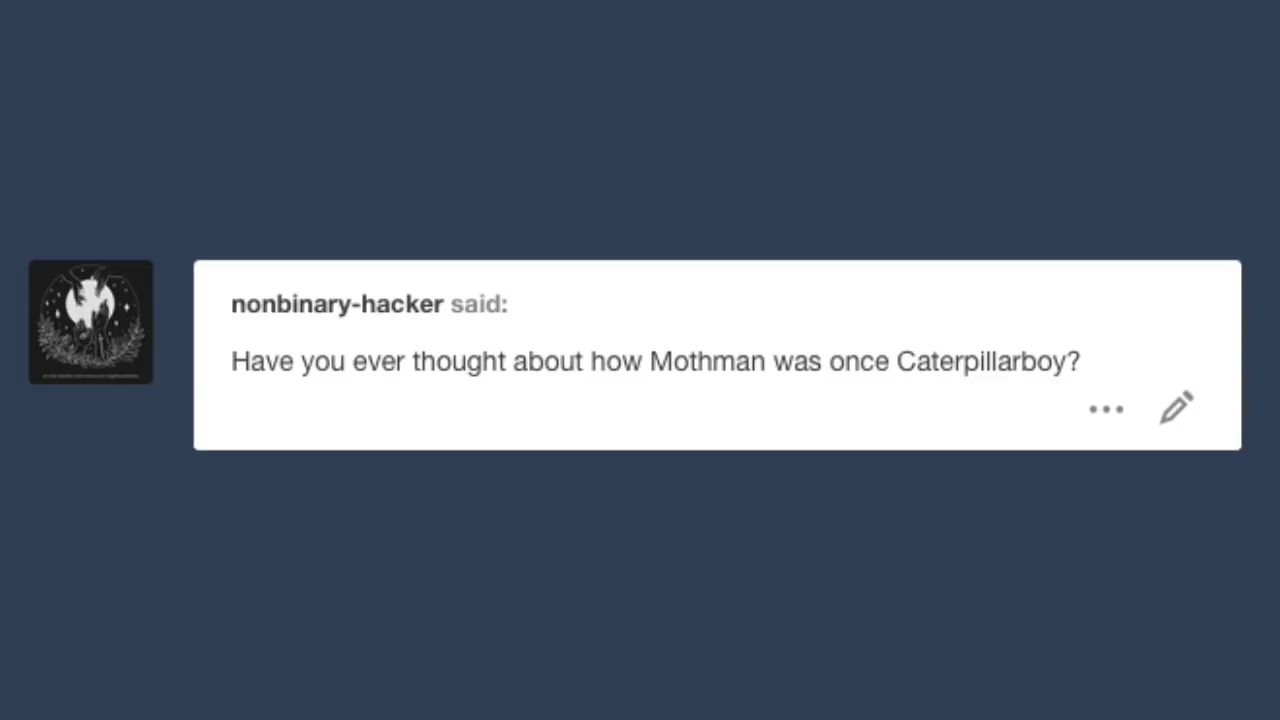 nonbinary-hacker said:
Have you ever thought about how Mothman was once Caterpillarboy?